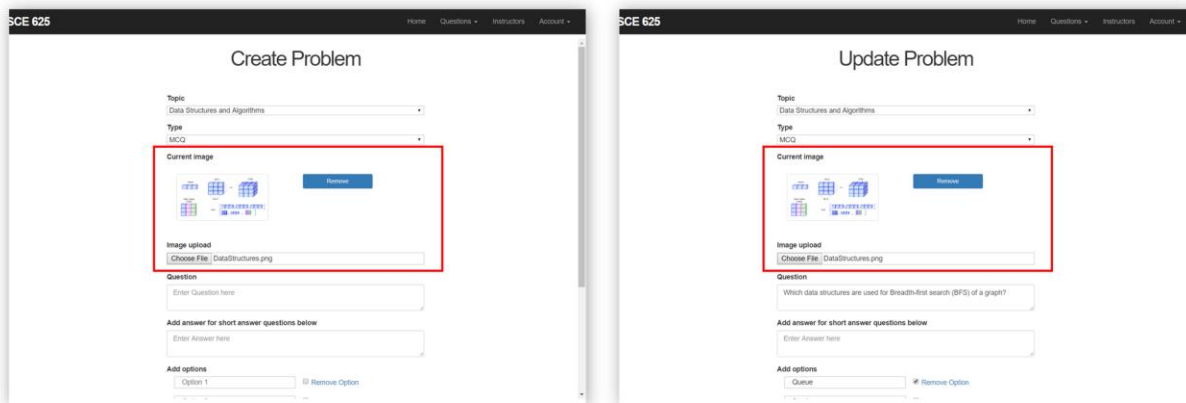 SCE 625
Home Questions Instructors Account
Create Problem
Topic
Data Structures and Algorithms
Type
MCQ
Current image
Remove
Image upload
Choose File DataStructures.png
Question
Enter Question here
Add answer for short answer questions below
Enter Answer here
Add options
Option 1 Remove Option
SCE 625
Home Questions Instructors Account
Update Problem
Topic
Data Structures and Algorithms
Type
MCQ
Current image
Remove
Image upload
Choose File DataStructures.png
Question
Which data structures are used for Breadth-first search (BFS) of a graph?
Add answer for short answer questions below
Enter Answer here
Add options
Queue Remove Option